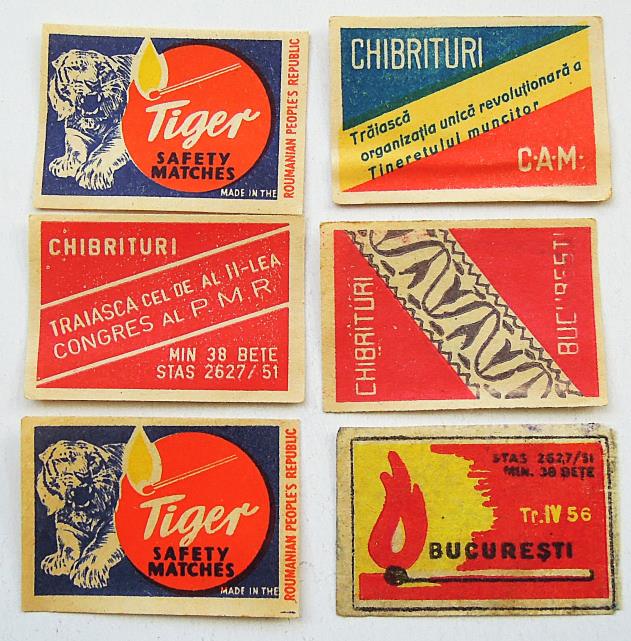 Tiger
SAFETY
MATCHES
MADE IN THE
ROUMANIAN PEOPLE'S REPUBLIC
CHIBRITURI
Trăiască
organizația unică revoluționară a
Tineretului muncitor
C·A·M·
CHIBRITURI
TRAIASCA CEL DE AL II-LEA
CONGRES AL P M R
MIN 38 BETE
STAS 2627/51
CHIBRITURI
BUCUREȘTI
Tiger
SAFETY
MATCHES
MADE IN THE
ROUMANIAN PEOPLE'S REPUBLIC
STAS 2627/51
MIN. 38 BEȚE
Tr. IV 56
BUCUREȘTI